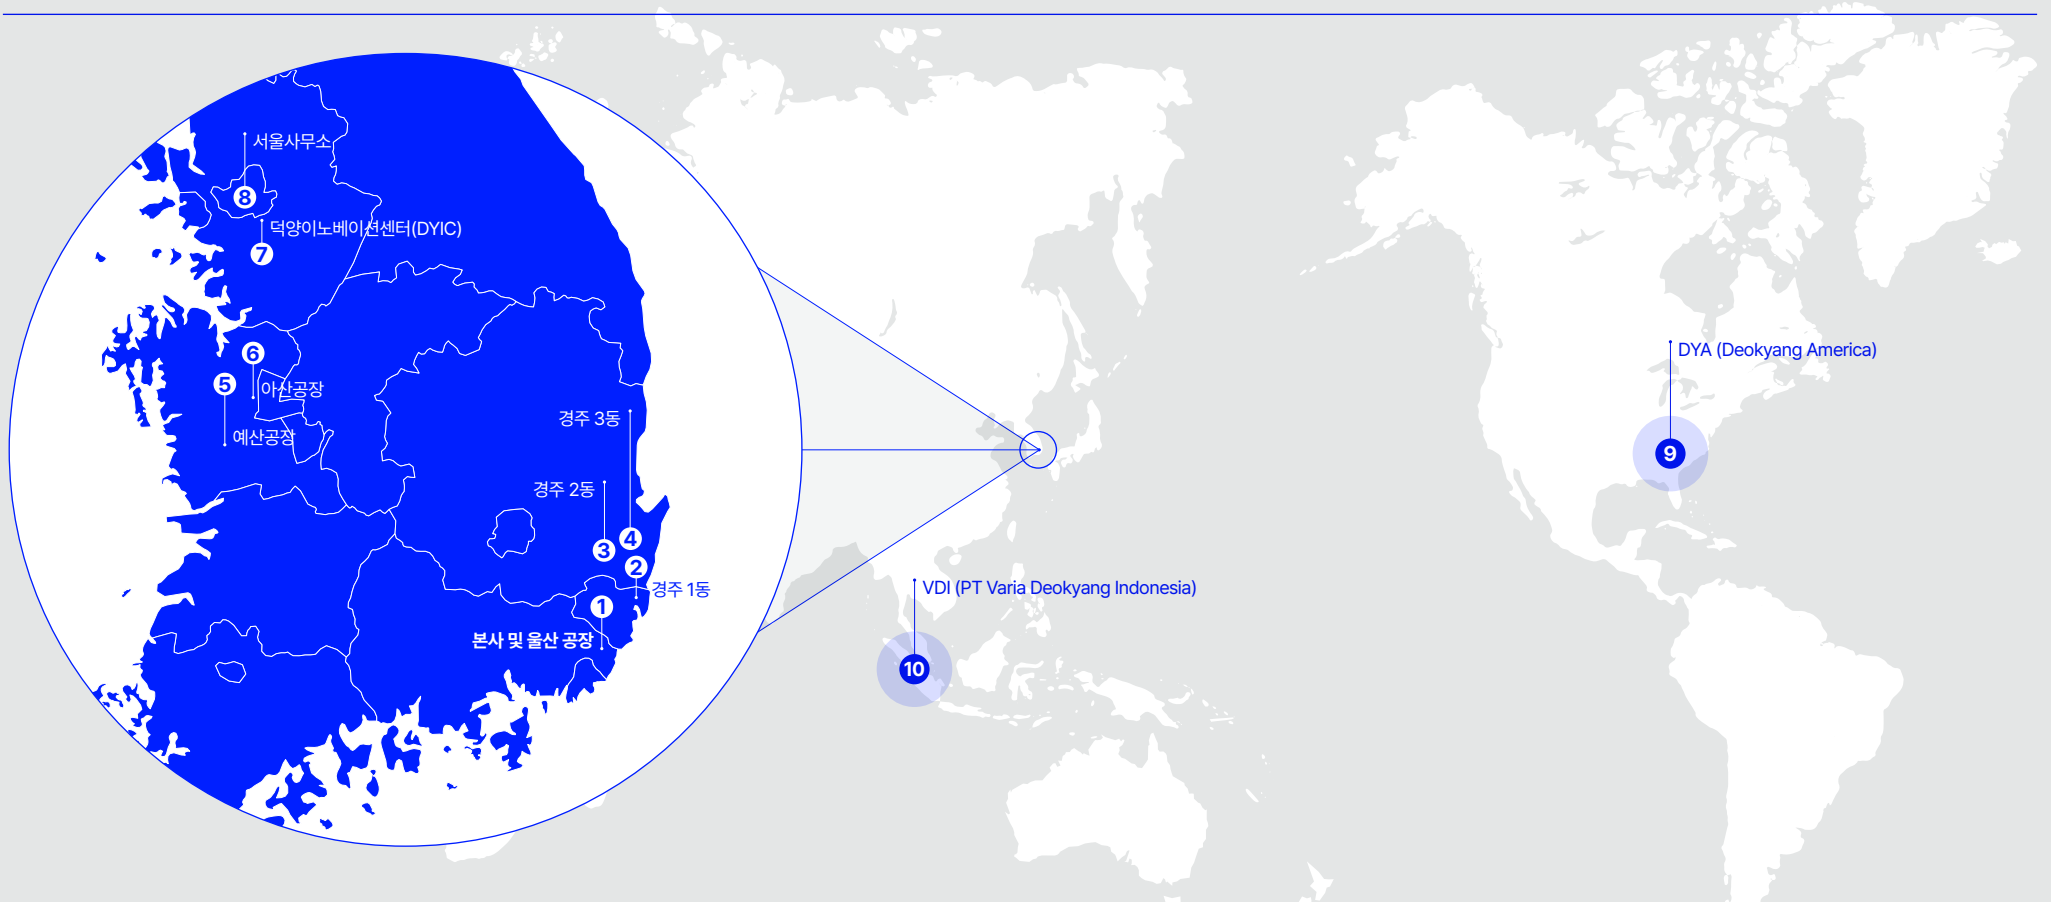 서울사무소
8
덕양이노베이션센터(DYIC)
7
6
5
아산공장
예산공장
경주 3동
경주 2동
4
3
2
경주 1동
1
본사 및 울산 공장
DYA (Deokyang America)
9
VDI (PT Varia Deokyang Indonesia)
10